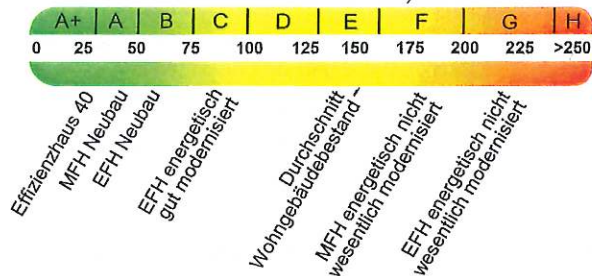 A+ A B C D E F G H
0 25 50 75 100 125 150 175 200 225 >250
Effizienzhaus 40
MFH Neubau
EFH Neubau
EFH energetisch
gut modernisiert
Durchschnitt
Wohngebäudebestand
MFH energetisch nicht
wesentlich modernisiert
EFH energetisch nicht
wesentlich modernisiert